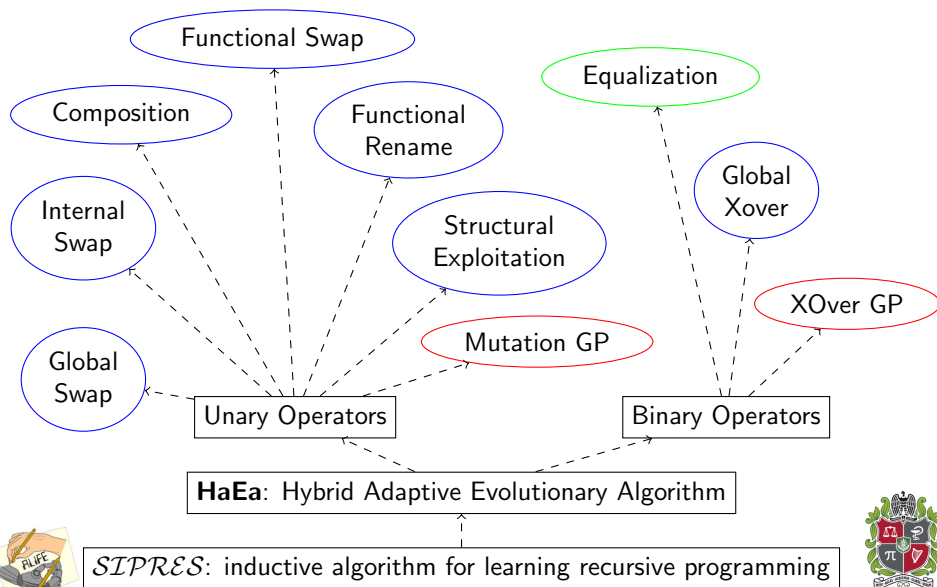 Functional Swap
Equalization
Composition
Functional
Rename
Global
Xover
Internal
Swap
Structural
Exploitation
XOver GP
Mutation GP
Global
Swap
Unary Operators
Binary Operators
HaEa: Hybrid Adaptive Evolutionary Algorithm
ALIFE
π
SIPRES: inductive algorithm for learning recursive programming